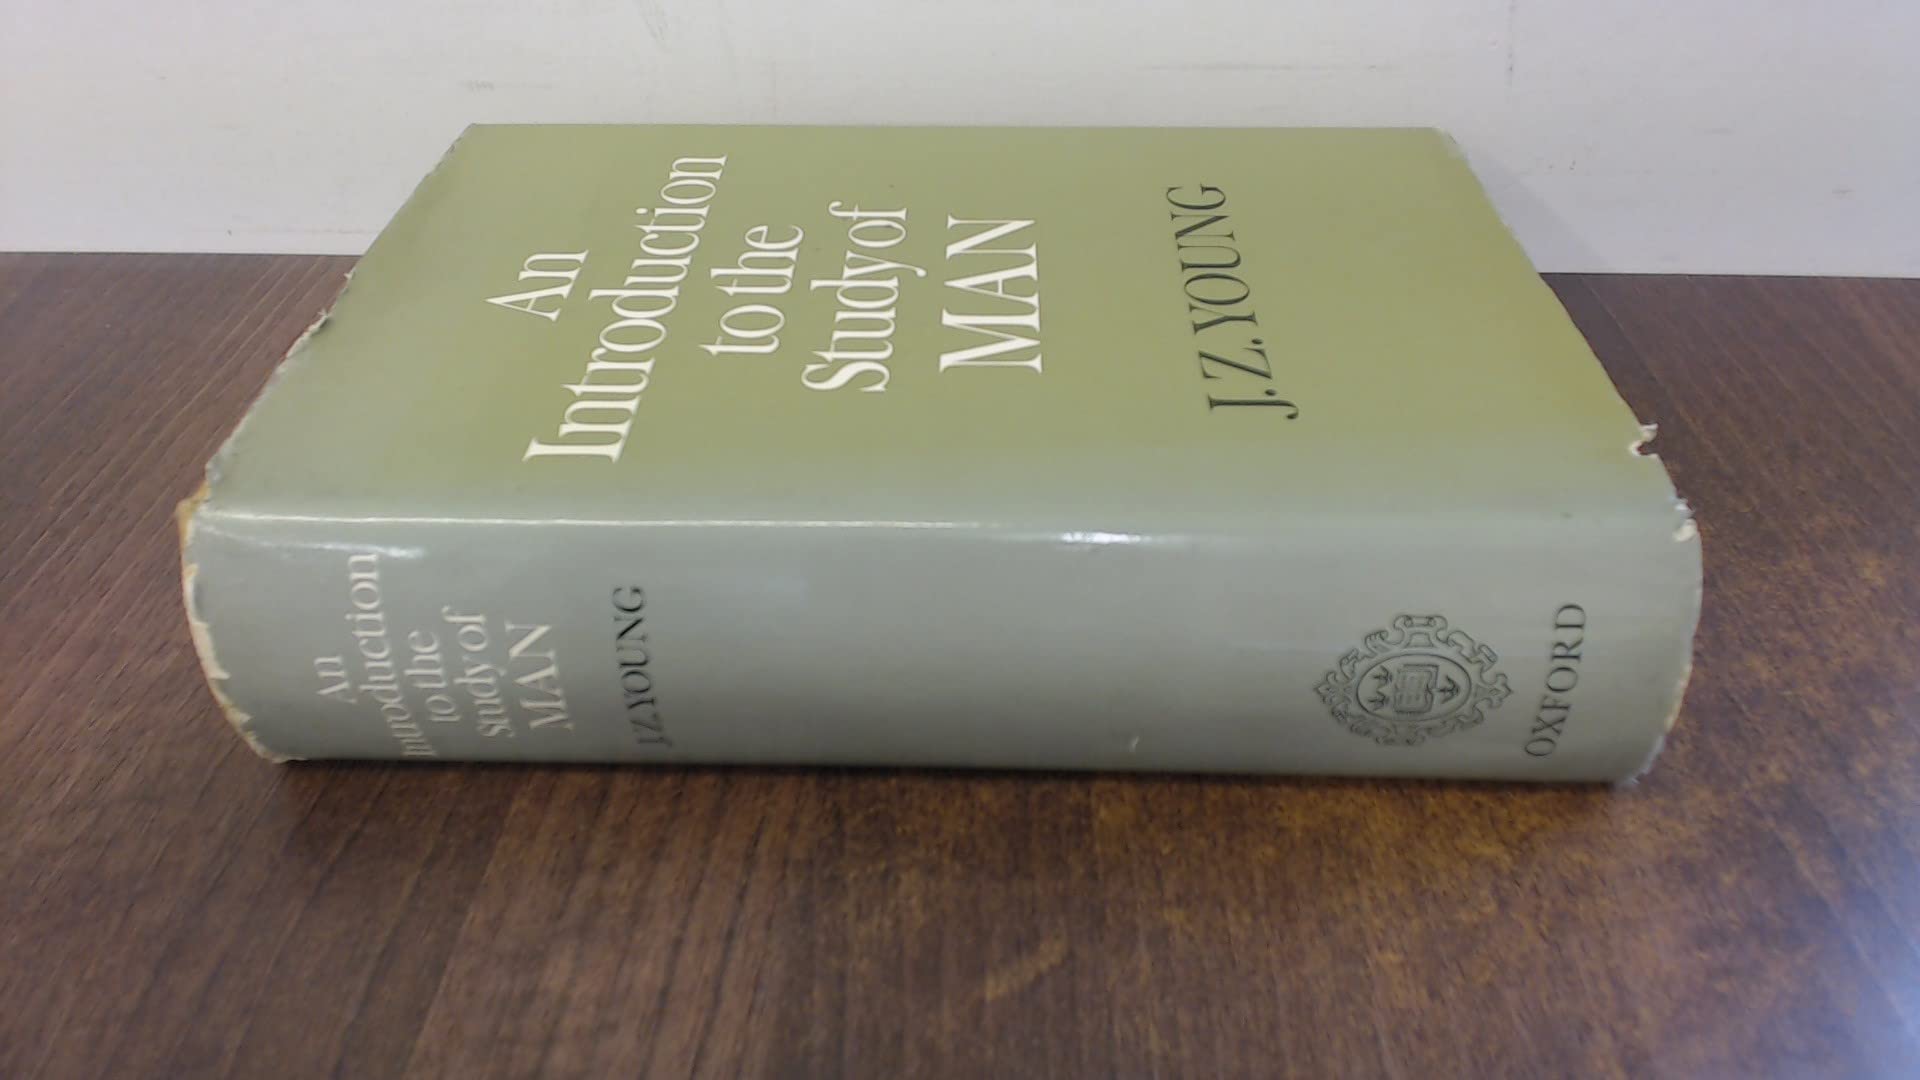 An
Introduction
to the
Study of
MAN
J. Z. YOUNG
An
Introduction
to the
Study of
MAN
J. Z. YOUNG
OXFORD